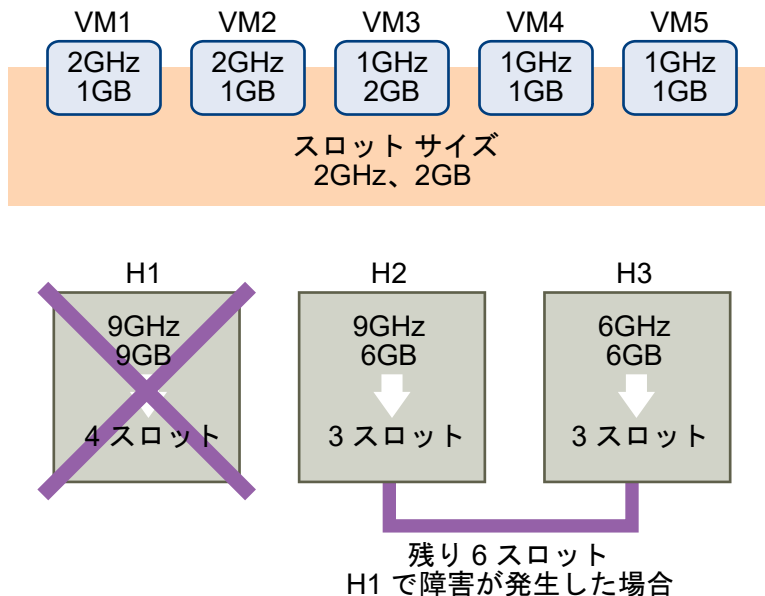 VM1
VM2
VM3
VM4
VM5
2GHz
1GB
2GHz
1GB
1GHz
2GB
1GHz
1GB
1GHz
1GB
スロット サイズ
2GHz、2GB
H1
H2
H3
9GHz
9GB
4 スロット
9GHz
6GB
3 スロット
6GHz
6GB
3 スロット
残り 6 スロット
H1 で障害が発生した場合